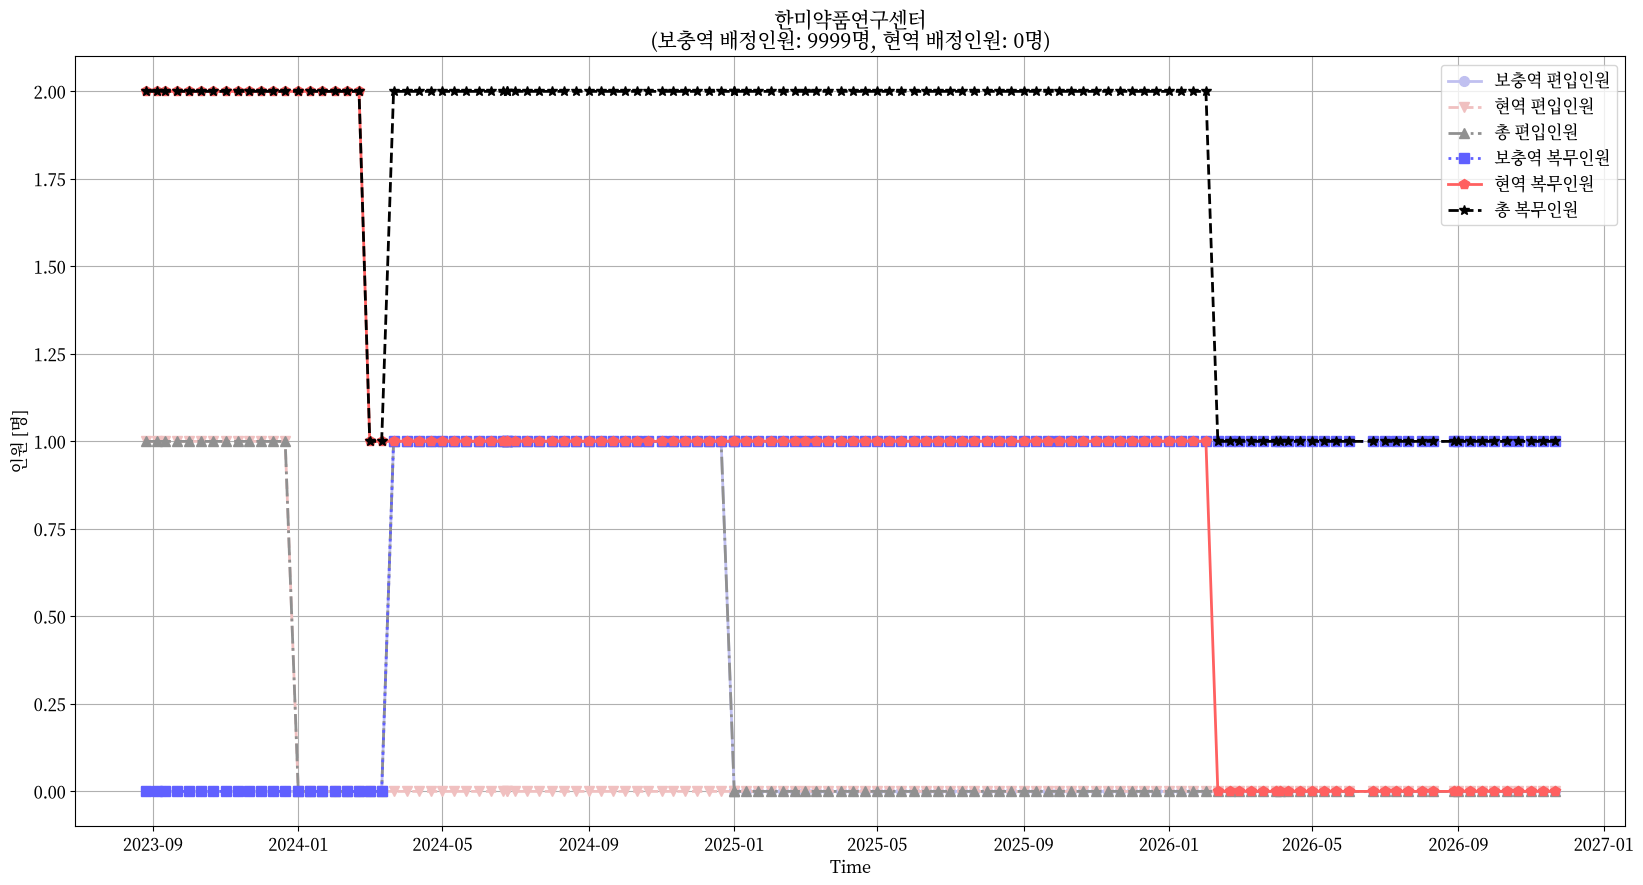 한미약품연구센터
(보충역 배정인원: 9999명, 현역 배정인원: 0명)
보충역 편입인원
현역 편입인원
총 편입인원
보충역 복무인원
현역 복무인원
총 복무인원
인원 [명]
2.00
1.75
1.50
1.25
1.00
0.75
0.50
0.25
0.00
2023-09
2024-01
2024-05
2024-09
2025-01
2025-05
2025-09
2026-01
2026-05
2026-09
2027-01
Time